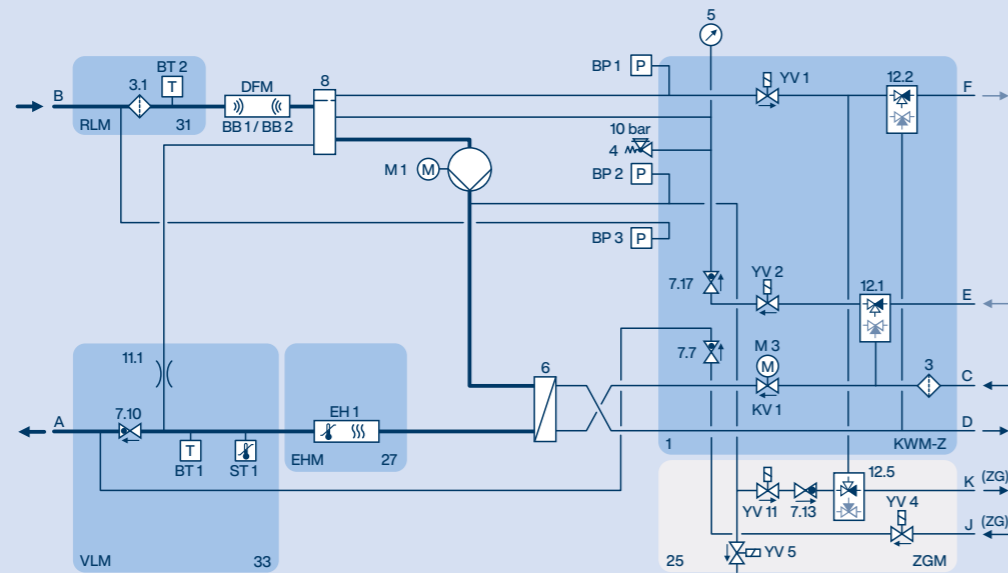 5
BT 2
T
3.1
DFM
8
BP 1
P
YV 1
12.2
B
F
RLM
31
BB 1 / BB 2
10 bar
4
M 1
M
BP 2
P
BP 3
P
7.17
YV 2
12.1
E
7.7
M 3
M
11.1
6
3
C
KV 1
7.10
A
EH 1
D
T
BT 1
ST 1
EHM
27
1
KWM-Z
12.5
K (ZG)
YV 11
7.13
YV 4
J (ZG)
YV 5
VLM
33
25
ZGM